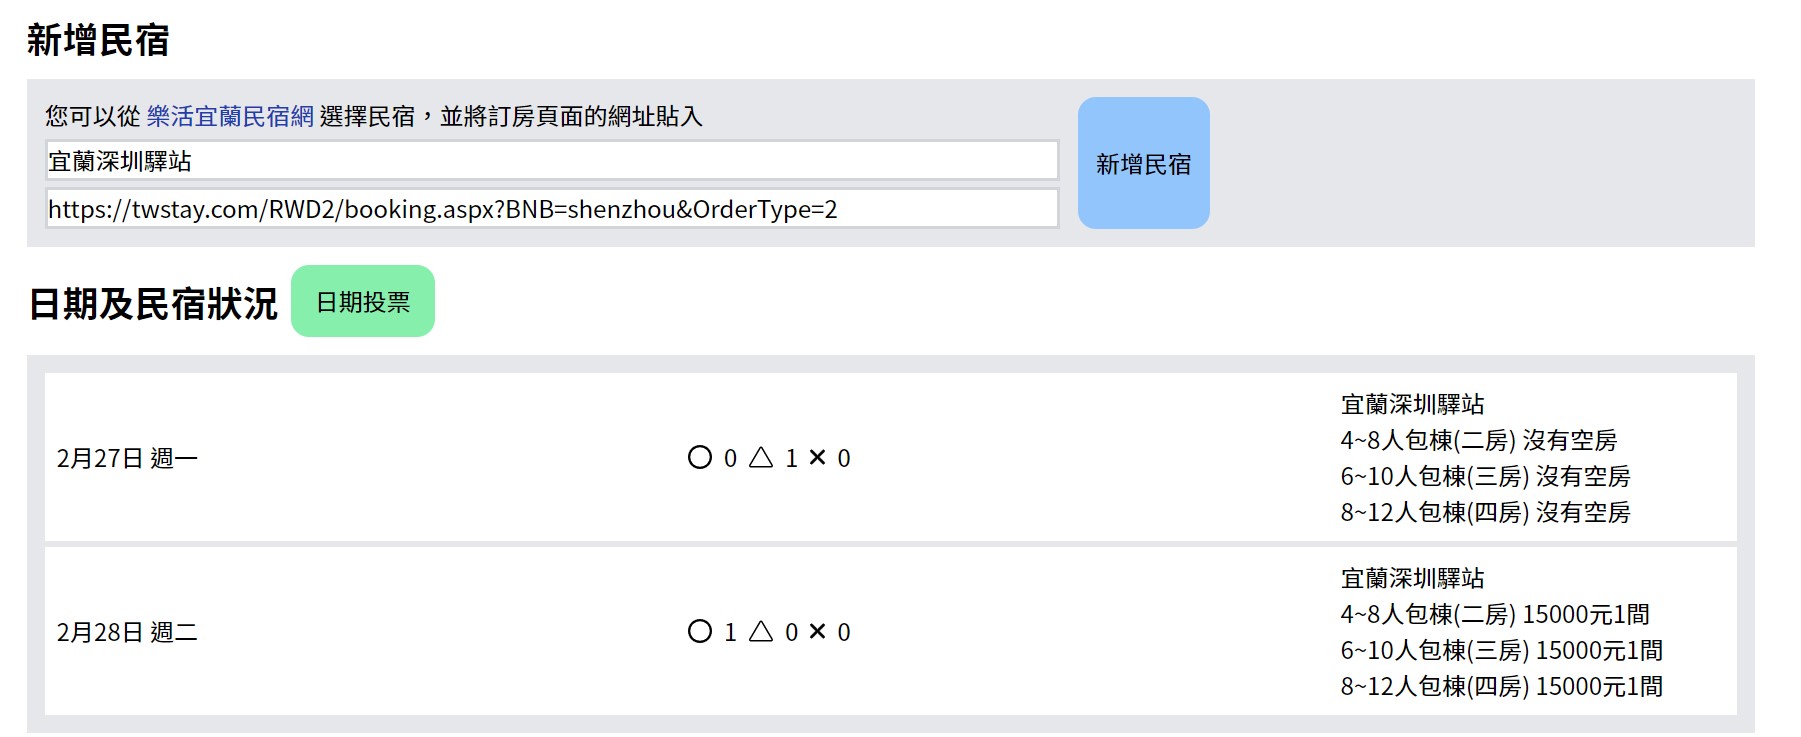 新增民宿
您可以從 樂活宜蘭民宿網 選擇民宿，並將訂房頁面的網址貼入
宜蘭深圳驛站
https://twstay.com/RWD2/booking.aspx?BNB=shenzhou&OrderType=2
新增民宿
日期及民宿狀況
日期投票
2月27日 週一
○ 0 △ 1 ✕ 0
宜蘭深圳驛站
4~8人包棟(二房) 沒有空房
6~10人包棟(三房) 沒有空房
8~12人包棟(四房) 沒有空房
2月28日 週二
○ 1 △ 0 ✕ 0
宜蘭深圳驛站
4~8人包棟(二房) 15000元1間
6~10人包棟(三房) 15000元1間
8~12人包棟(四房) 15000元1間